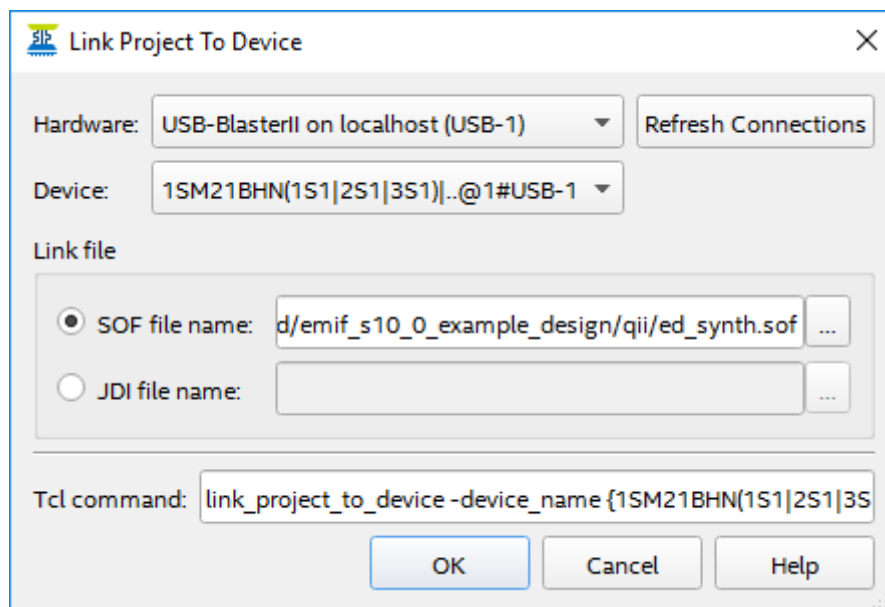 Link Project To Device
Hardware: USB-BlasterII on localhost (USB-1) Refresh Connections
Device: 1SM21BHN(1S1|2S1|3S1)|..@1#USB-1
Link file
SOF file name: d/emif_s10_0_example_design/qii/ed_synth.sof ...
JDI file name: ...
Tcl command: link_project_to_device -device_name {1SM21BHN(1S1|2S1|3S
OK Cancel Help